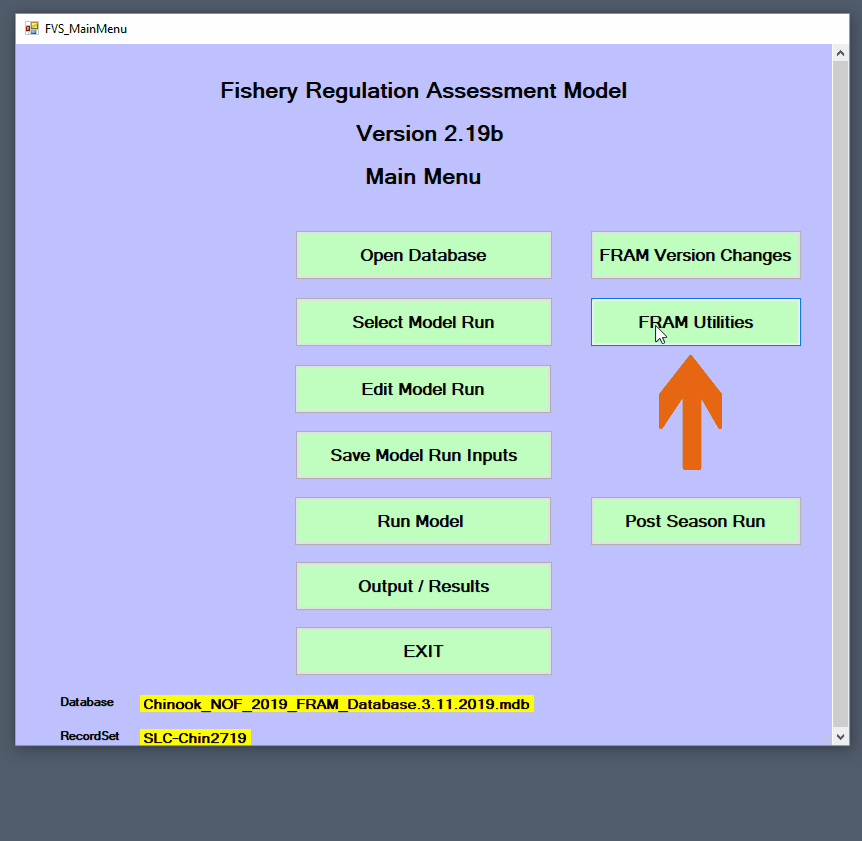 FVS_MainMenu
Fishery Regulation Assessment Model
Version 2.19b
Main Menu
Open Database
FRAM Version Changes
Select Model Run
FRAM Utilities
Edit Model Run
Save Model Run Inputs
Run Model
Post Season Run
Output / Results
EXIT
Database
Chinook_NOF_2019_FRAM_Database.3.11.2019.mdb
RecordSet
SLC-Chin2719